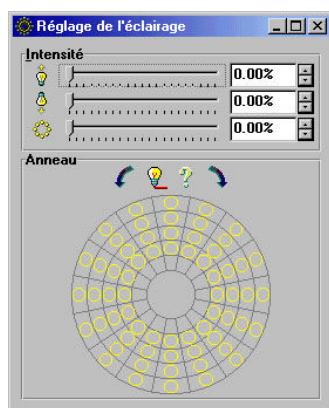 Réglage de l'éclairage
Intensité
0.00%
0.00%
0.00%
Anneau